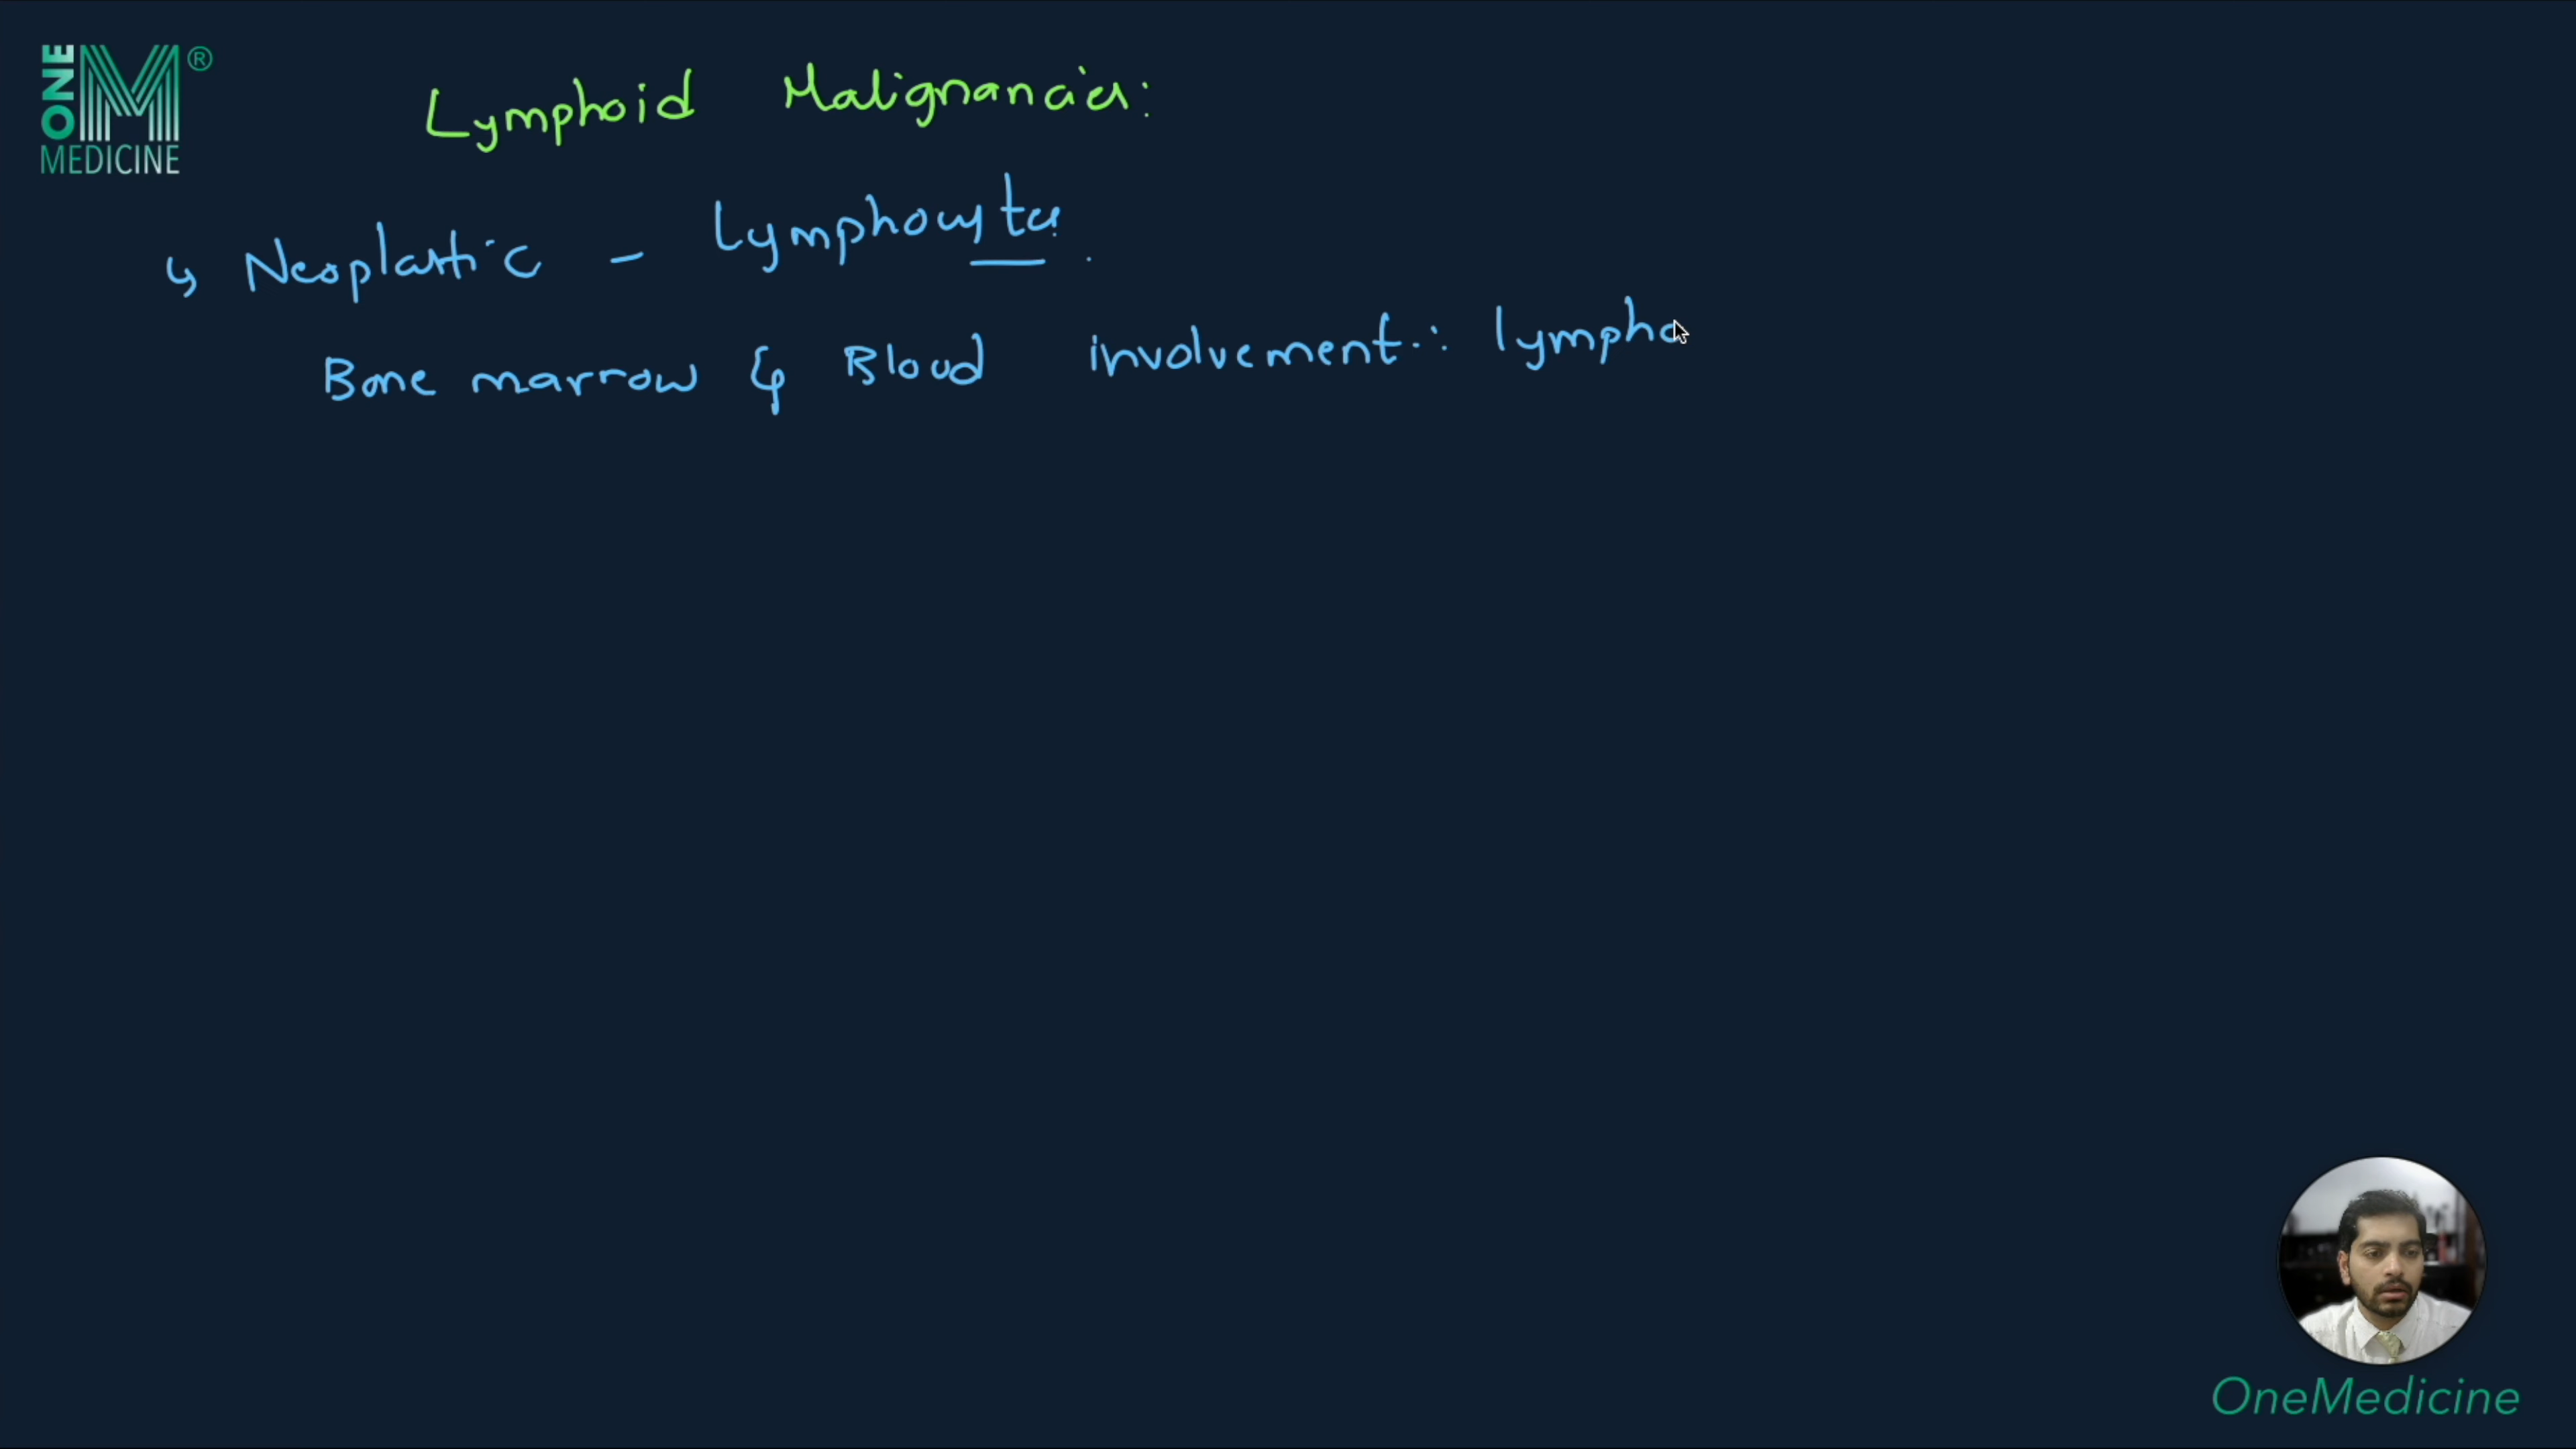 ONE M ®
MEDICINE
Lymphoid Malignancies:
↳ Neoplastic - Lymphocytes.
Bone marrow & Blood involvement: lympho
OneMedicine